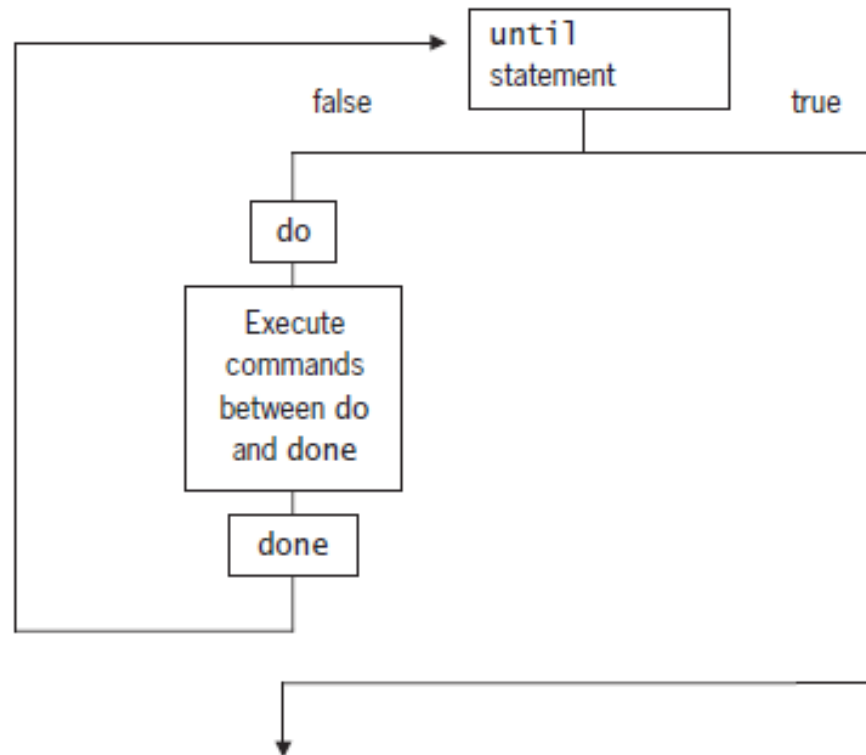 until
statement
false
true
do
Execute
commands
between do
and done
done